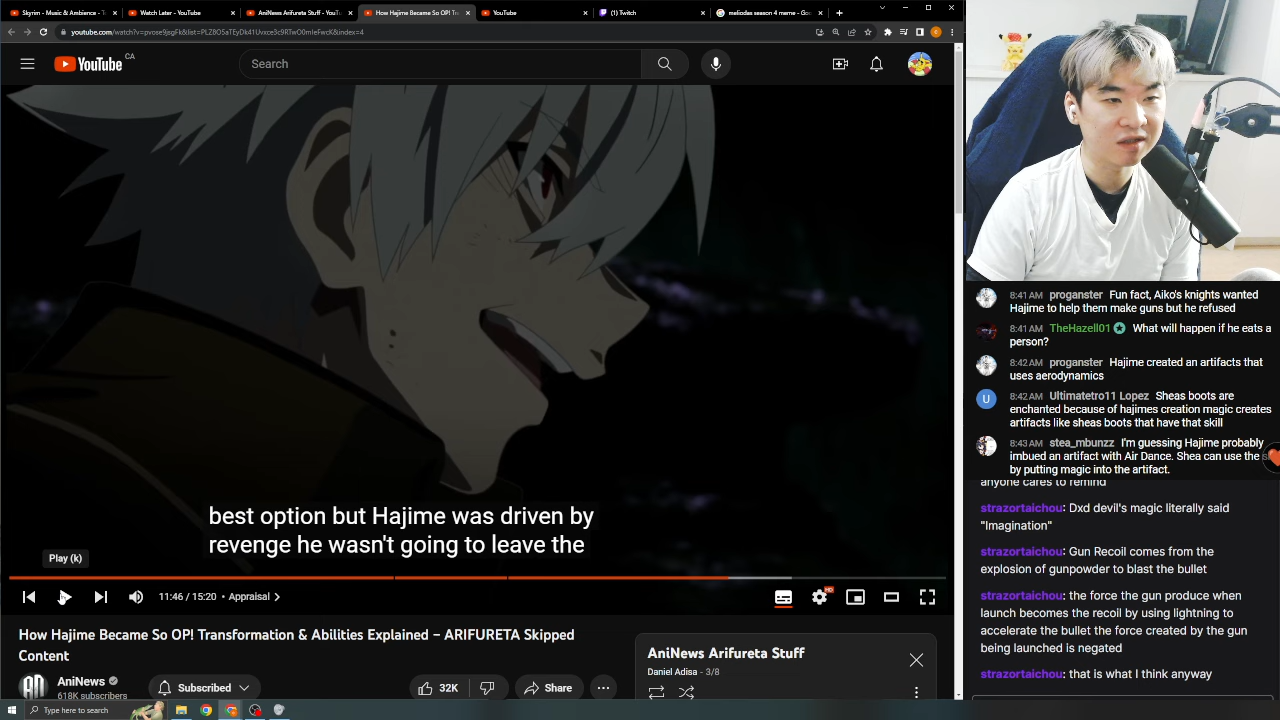 Skyrim - Music & Ambience - T
Watch Later - YouTube
AniNews Arifureta Stuff - YouT
How Hajime Became So OP! Tra
YouTube
(1) Twitch
meliodas season 4 meme - Goo
youtube.com/watch?v=pvose9jsgFk&list=PLZ8O5aTEyDk41Uvxce3c9RTwO0mIeFwcK&index=4
YouTube CA
Search
best option but Hajime was driven by
revenge he wasn't going to leave the
Play (k)
11:46 / 15:20 • Appraisal
HD
How Hajime Became So OP! Transformation & Abilities Explained – ARIFURETA Skipped
Content
AniNews
618K subscribers
Subscribed
32K
Share
AniNews Arifureta Stuff
Daniel Adisa - 3/8
Type here to search
8:41 AM proganster Fun fact, Aiko's knights wanted
Hajime to help them make guns but he refused
8:41 AM TheHazell01 What will happen if he eats a
person?
8:42 AM proganster Hajime created an artifacts that
uses aerodynamics
U
8:42 AM Ultimatetro11 Lopez Sheas boots are
enchanted because of hajimes creation magic creates
artifacts like sheas boots that have that skill
8:43 AM stea_mbunzz I'm guessing Hajime probably
imbued an artifact with Air Dance. Shea can use the s
by putting magic into the artifact.
anyone cares to remind
strazortaichou: Dxd devil's magic literally said
"Imagination"
strazortaichou: Gun Recoil comes from the
explosion of gunpowder to blast the bullet
strazortaichou: the force the gun produce when
launch becomes the recoil by using lightning to
accelerate the bullet the force created by the gun
being launched is negated
strazortaichou: that is what I think anyway